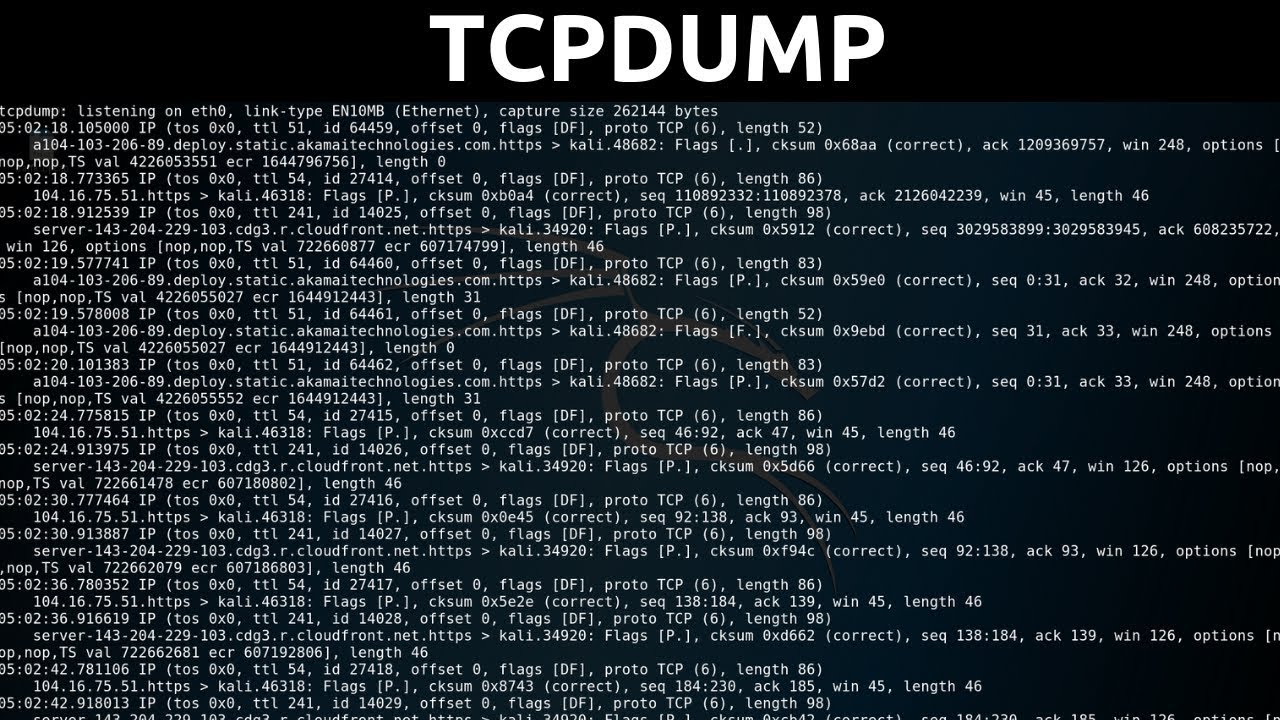 TCPDUMP
tcpdump: listening on eth0, link-type EN10MB (Ethernet), capture size 262144 bytes
05:02:18.105000 IP (tos 0x0, ttl 51, id 64459, offset 0, flags [DF], proto TCP (6), length 52)
a104-103-206-89.deploy.static.akamaitechnologies.com.https > kali.48682: Flags [.], cksum 0x68aa (correct), ack 1209369757, win 248, options [
nop,nop,TS val 4226053551 ecr 1644796756], length 0
05:02:18.773365 IP (tos 0x0, ttl 54, id 27414, offset 0, flags [DF], proto TCP (6), length 86)
104.16.75.51.https > kali.46318: Flags [P.], cksum 0xb0a4 (correct), seq 110892332:110892378, ack 2126042239, win 45, length 46
05:02:18.912539 IP (tos 0x0, ttl 241, id 14025, offset 0, flags [DF], proto TCP (6), length 98)
server-143-204-229-103.cdg3.r.cloudfront.net.https > kali.34920: Flags [P.], cksum 0x5912 (correct), seq 3029583899:3029583945, ack 608235722,
win 126, options [nop,nop,TS val 722660877 ecr 607174799], length 46
05:02:19.577741 IP (tos 0x0, ttl 51, id 64460, offset 0, flags [DF], proto TCP (6), length 83)
a104-103-206-89.deploy.static.akamaitechnologies.com.https > kali.48682: Flags [P.], cksum 0x59e0 (correct), seq 0:31, ack 32, win 248, option
s [nop,nop,TS val 4226055027 ecr 1644912443], length 31
05:02:19.578008 IP (tos 0x0, ttl 51, id 64461, offset 0, flags [DF], proto TCP (6), length 52)
a104-103-206-89.deploy.static.akamaitechnologies.com.https > kali.48682: Flags [F.], cksum 0x9ebd (correct), seq 31, ack 33, win 248, options
[nop,nop,TS val 4226055027 ecr 1644912443], length 0
05:02:20.101383 IP (tos 0x0, ttl 51, id 64462, offset 0, flags [DF], proto TCP (6), length 83)
a104-103-206-89.deploy.static.akamaitechnologies.com.https > kali.48682: Flags [P.], cksum 0x57d2 (correct), seq 0:31, ack 33, win 248, option
s [nop,nop,TS val 4226055552 ecr 1644912443], length 31
05:02:24.775815 IP (tos 0x0, ttl 54, id 27415, offset 0, flags [DF], proto TCP (6), length 86)
104.16.75.51.https > kali.46318: Flags [P.], cksum 0xccd7 (correct), seq 46:92, ack 47, win 45, length 46
05:02:24.913975 IP (tos 0x0, ttl 241, id 14026, offset 0, flags [DF], proto TCP (6), length 98)
server-143-204-229-103.cdg3.r.cloudfront.net.https > kali.34920: Flags [P.], cksum 0x5d66 (correct), seq 46:92, ack 47, win 126, options [nop,
nop,TS val 722661478 ecr 607180802], length 46
05:02:30.777464 IP (tos 0x0, ttl 54, id 27416, offset 0, flags [DF], proto TCP (6), length 86)
104.16.75.51.https > kali.46318: Flags [P.], cksum 0x0e45 (correct), seq 92:138, ack 93, win 45, length 46
05:02:30.913887 IP (tos 0x0, ttl 241, id 14027, offset 0, flags [DF], proto TCP (6), length 98)
server-143-204-229-103.cdg3.r.cloudfront.net.https > kali.34920: Flags [P.], cksum 0xf94c (correct), seq 92:138, ack 93, win 126, options [nop
,nop,TS val 722662079 ecr 607186803], length 46
05:02:36.780352 IP (tos 0x0, ttl 54, id 27417, offset 0, flags [DF], proto TCP (6), length 86)
104.16.75.51.https > kali.46318: Flags [P.], cksum 0x5e2e (correct), seq 138:184, ack 139, win 45, length 46
05:02:36.916619 IP (tos 0x0, ttl 241, id 14028, offset 0, flags [DF], proto TCP (6), length 98)
server-143-204-229-103.cdg3.r.cloudfront.net.https > kali.34920: Flags [P.], cksum 0xd662 (correct), seq 138:184, ack 139, win 126, options [n
op,nop,TS val 722662681 ecr 607192806], length 46
05:02:42.781106 IP (tos 0x0, ttl 54, id 27418, offset 0, flags [DF], proto TCP (6), length 86)
104.16.75.51.https > kali.46318: Flags [P.], cksum 0x8743 (correct), seq 184:230, ack 185, win 45, length 46
05:02:42.918013 IP (tos 0x0, ttl 241, id 14029, offset 0, flags [DF], proto TCP (6), length 98)